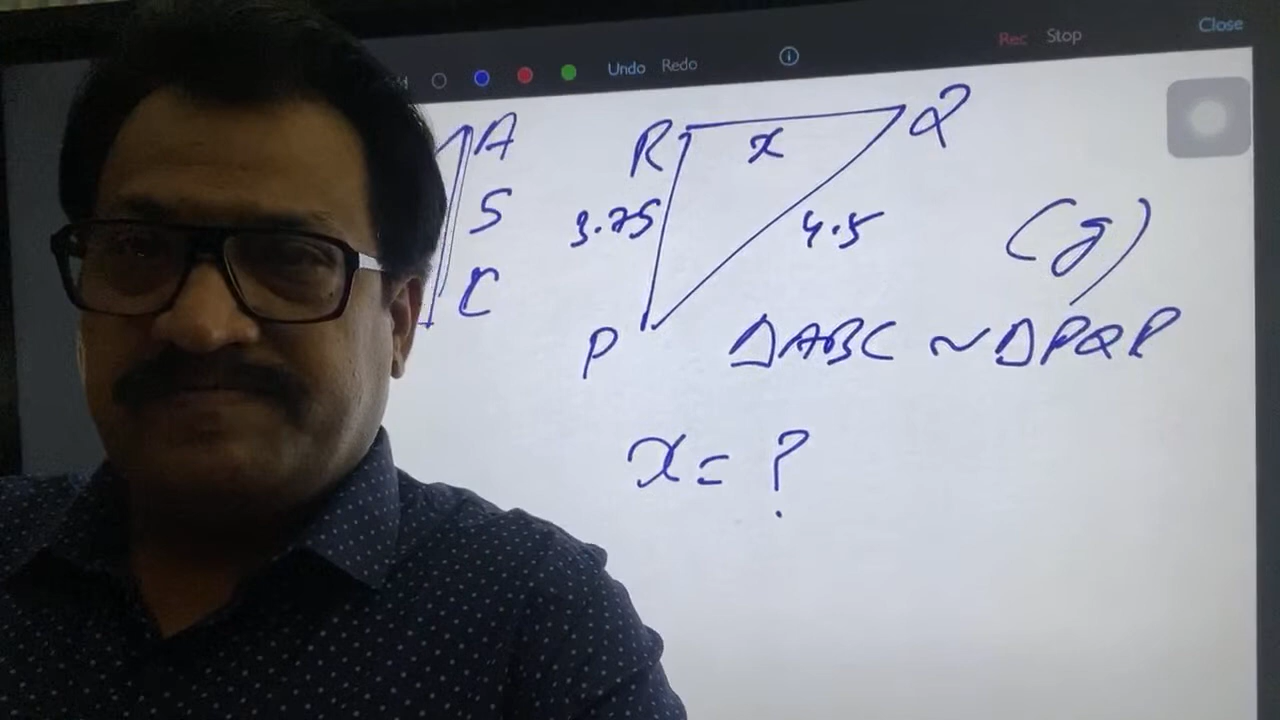 Undo Redo Rec Stop Close
A R x Q
S 3.75 4.5 (g)
C
P ΔABC ~ ΔPQR
x = ?